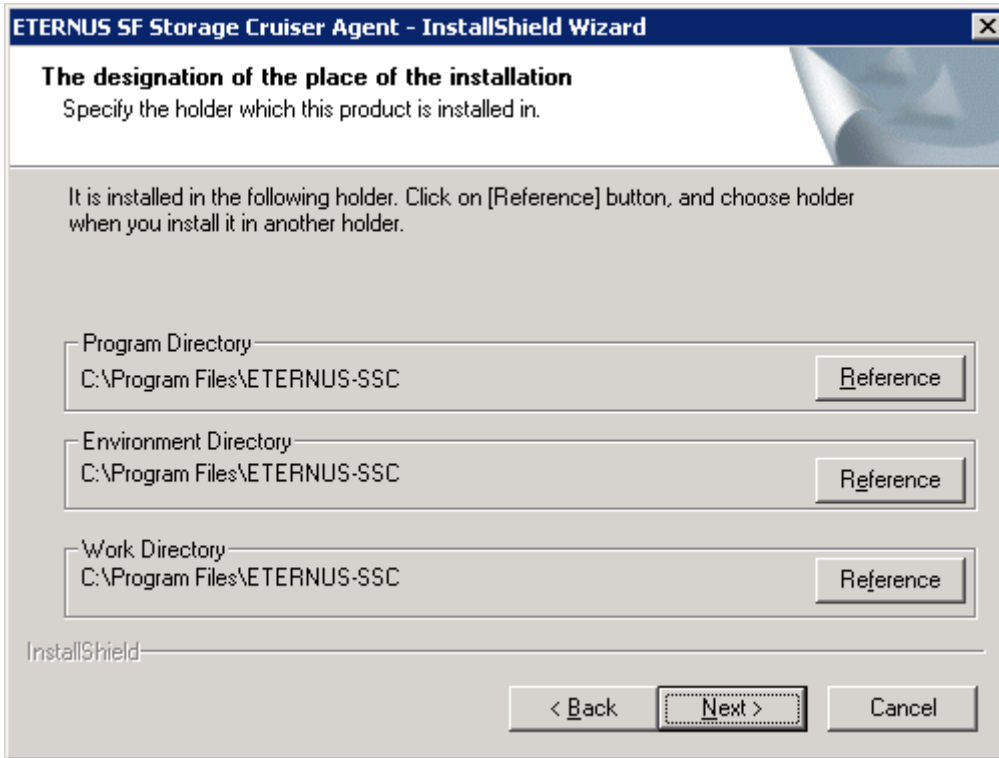 ETERNUS SF Storage Cruiser Agent - InstallShield Wizard
The designation of the place of the installation
Specify the holder which this product is installed in.
It is installed in the following holder. Click on [Reference] button, and choose holder
when you install it in another holder.
Program Directory
C:\Program Files\ETERNUS-SSC
Reference
Environment Directory
C:\Program Files\ETERNUS-SSC
Reference
Work Directory
C:\Program Files\ETERNUS-SSC
Reference
InstallShield
< Back
Next >
Cancel